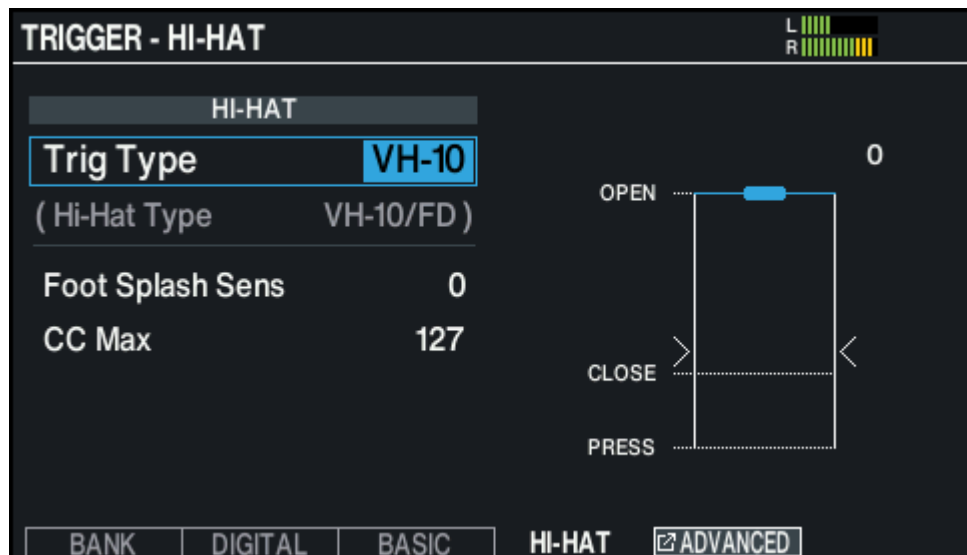 TRIGGER - HI-HAT
L
R
HI-HAT
Trig Type VH-10
( Hi-Hat Type VH-10/FD )
Foot Splash Sens 0
CC Max 127
0
OPEN
CLOSE
PRESS
BANK DIGITAL BASIC HI-HAT ADVANCED